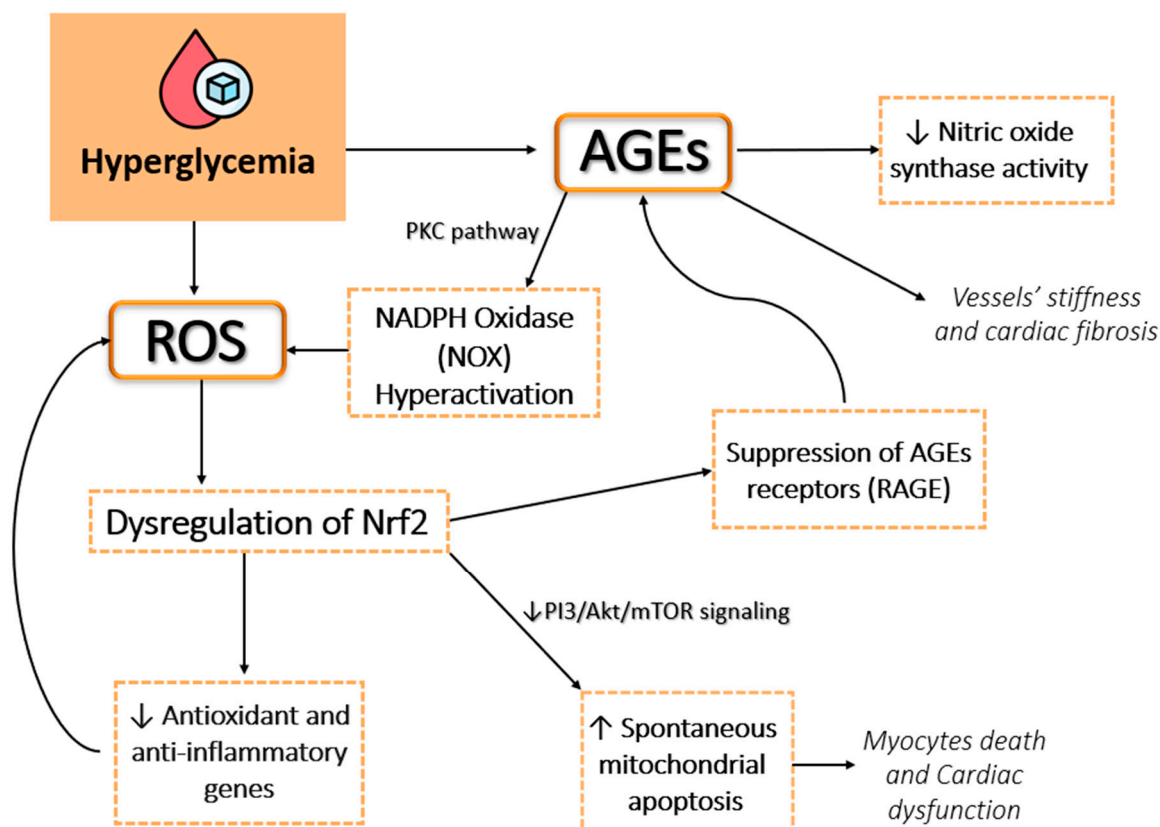 Hyperglycemia
AGEs
↓ Nitric oxide
synthase activity
PKC pathway
Vessels’ stiffness
and cardiac fibrosis
ROS
NADPH Oxidase
(NOX)
Hyperactivation
Suppression of AGEs
receptors (RAGE)
Dysregulation of Nrf2
↓PI3/Akt/mTOR signaling
↓ Antioxidant and
anti-inflammatory
genes
↑ Spontaneous
mitochondrial
apoptosis
Myocytes death
and Cardiac
dysfunction